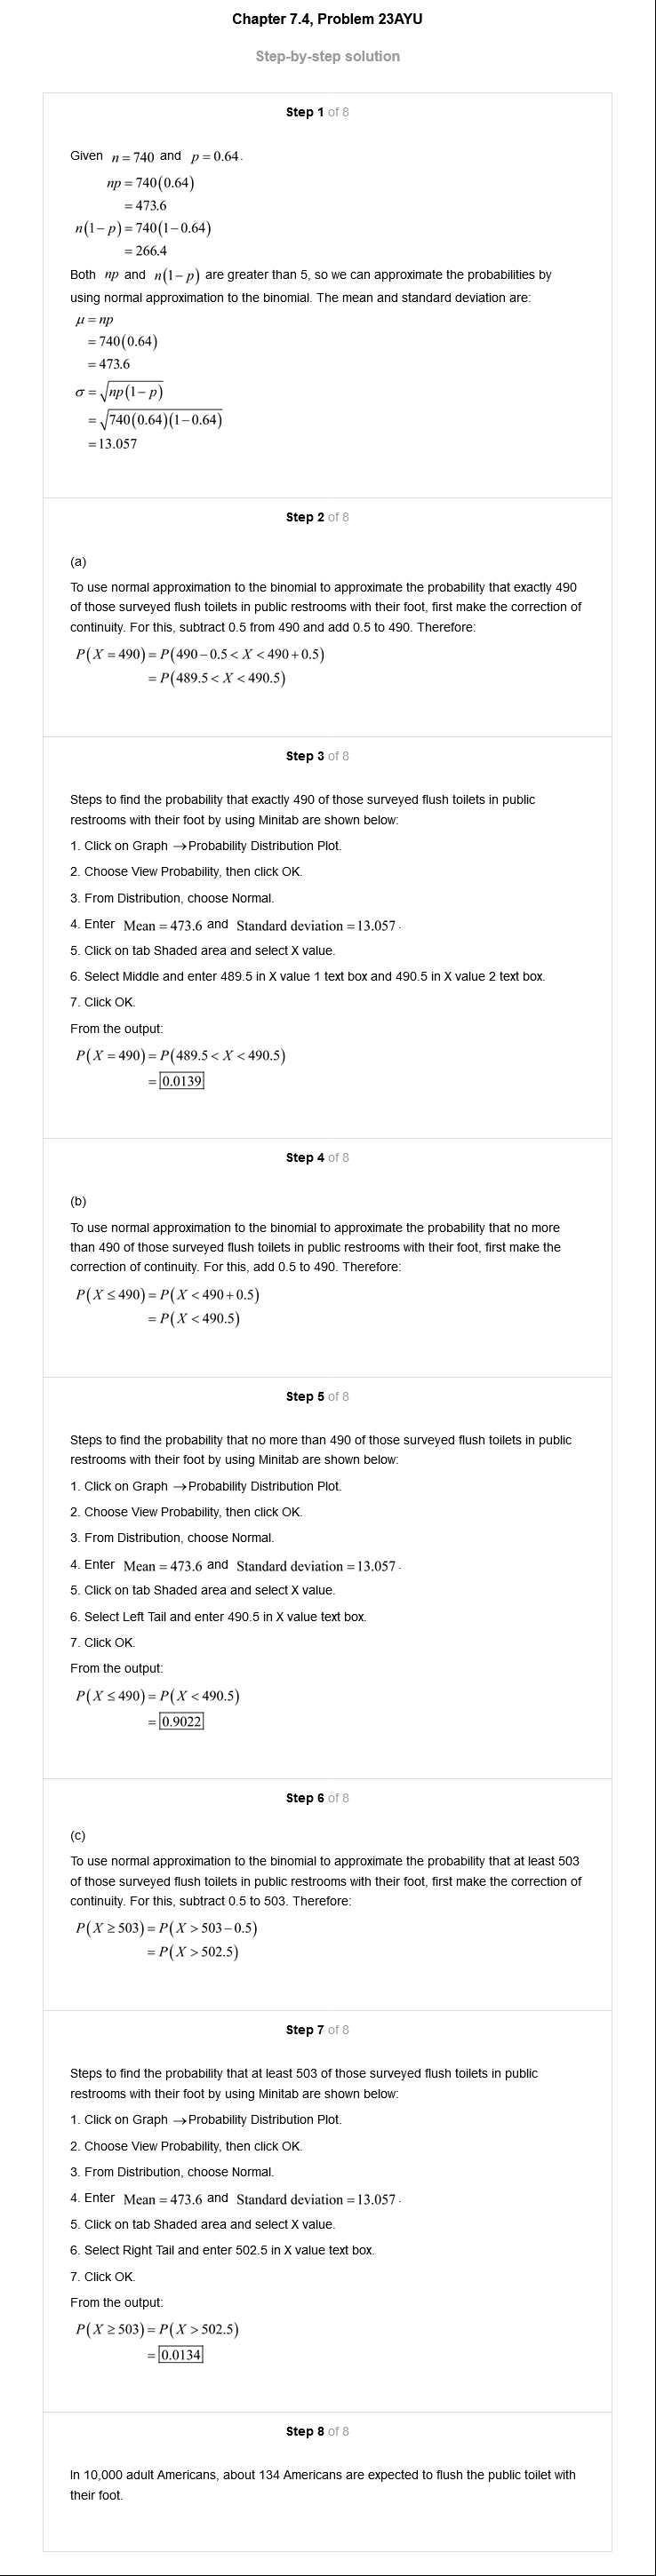 Chapter 7.4, Problem 23AYU
Step-by-step solution
Step 1 of 8
Given n = 740 and p = 0.64.
np = 740(0.64)
= 473.6
n(1− p) = 740(1−0.64)
= 266.4
Both np and n(1− p) are greater than 5, so we can approximate the probabilities by
using normal approximation to the binomial. The mean and standard deviation are:
μ = np
= 740(0.64)
= 473.6
σ = √np(1− p)
= √740(0.64)(1−0.64)
= 13.057
Step 2 of 8
(a)
To use normal approximation to the binomial to approximate the probability that exactly 490
of those surveyed flush toilets in public restrooms with their foot, first make the correction of
continuity. For this, subtract 0.5 from 490 and add 0.5 to 490. Therefore:
P(X = 490) = P(490−0.5 < X < 490+0.5)
= P(489.5 < X < 490.5)
Step 3 of 8
Steps to find the probability that exactly 490 of those surveyed flush toilets in public
restrooms with their foot by using Minitab are shown below:
1. Click on Graph →Probability Distribution Plot.
2. Choose View Probability, then click OK.
3. From Distribution, choose Normal.
4. Enter Mean = 473.6 and Standard deviation = 13.057.
5. Click on tab Shaded area and select X value.
6. Select Middle and enter 489.5 in X value 1 text box and 490.5 in X value 2 text box.
7. Click OK.
From the output:
P(X = 490) = P(489.5 < X < 490.5)
= 0.0139
Step 4 of 8
(b)
To use normal approximation to the binomial to approximate the probability that no more
than 490 of those surveyed flush toilets in public restrooms with their foot, first make the
correction of continuity. For this, add 0.5 to 490. Therefore:
P(X ≤ 490) = P(X < 490+0.5)
= P(X < 490.5)
Step 5 of 8
Steps to find the probability that no more than 490 of those surveyed flush toilets in public
restrooms with their foot by using Minitab are shown below:
1. Click on Graph →Probability Distribution Plot.
2. Choose View Probability, then click OK.
3. From Distribution, choose Normal.
4. Enter Mean = 473.6 and Standard deviation = 13.057.
5. Click on tab Shaded area and select X value.
6. Select Left Tail and enter 490.5 in X value text box.
7. Click OK.
From the output:
P(X ≤ 490) = P(X < 490.5)
= 0.9022
Step 6 of 8
(c)
To use normal approximation to the binomial to approximate the probability that at least 503
of those surveyed flush toilets in public restrooms with their foot, first make the correction of
continuity. For this, subtract 0.5 to 503. Therefore:
P(X ≥ 503) = P(X > 503−0.5)
= P(X > 502.5)
Step 7 of 8
Steps to find the probability that at least 503 of those surveyed flush toilets in public
restrooms with their foot by using Minitab are shown below:
1. Click on Graph →Probability Distribution Plot.
2. Choose View Probability, then click OK.
3. From Distribution, choose Normal.
4. Enter Mean = 473.6 and Standard deviation = 13.057.
5. Click on tab Shaded area and select X value.
6. Select Right Tail and enter 502.5 in X value text box.
7. Click OK.
From the output:
P(X ≥ 503) = P(X > 502.5)
= 0.0134
Step 8 of 8
In 10,000 adult Americans, about 134 Americans are expected to flush the public toilet with
their foot.